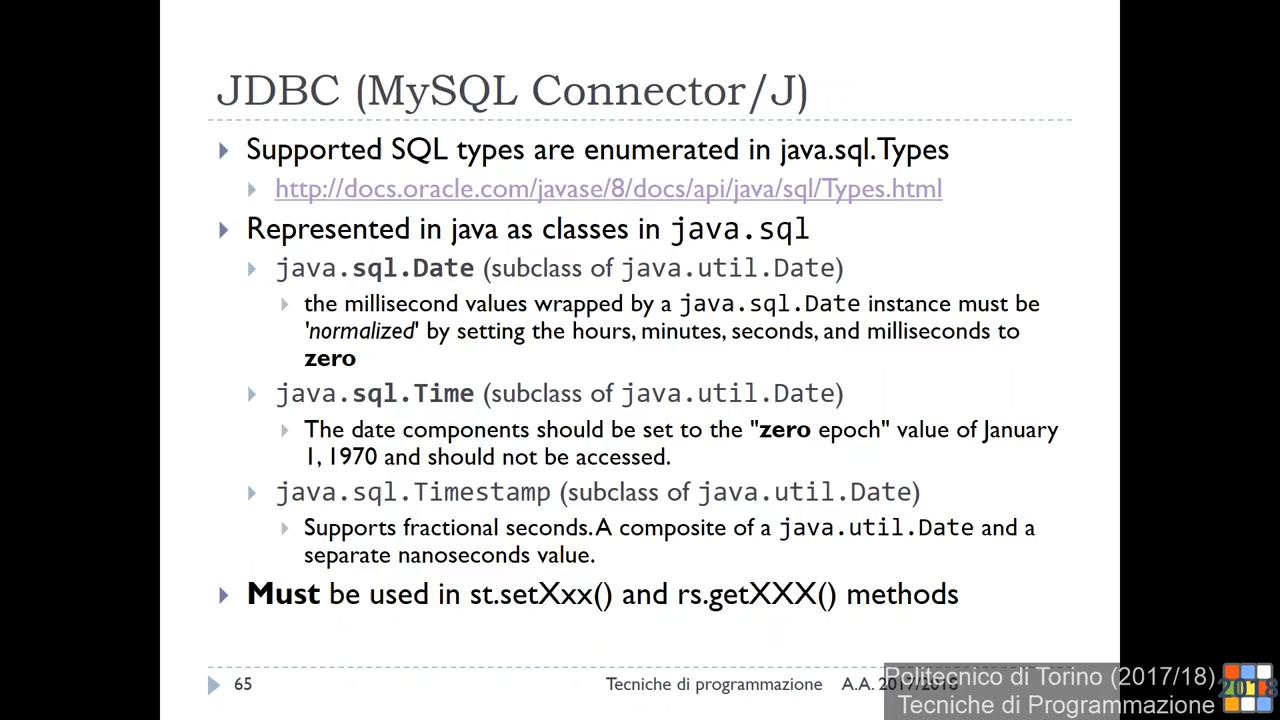 JDBC (MySQL Connector/J)
Supported SQL types are enumerated in java.sql.Types
http://docs.oracle.com/javase/8/docs/api/java/sql/Types.html
Represented in java as classes in java.sql
java.sql.Date (subclass of java.util.Date)
the millisecond values wrapped by a java.sql.Date instance must be
'normalized' by setting the hours, minutes, seconds, and milliseconds to
zero
java.sql.Time (subclass of java.util.Date)
The date components should be set to the "zero epoch" value of January
1, 1970 and should not be accessed.
java.sql.Timestamp (subclass of java.util.Date)
Supports fractional seconds. A composite of a java.util.Date and a
separate nanoseconds value.
Must be used in st.setXxx() and rs.getXXX() methods
65 Tecniche di programmazione A.A. 2017/2018
Politecnico di Torino (2017/18)
Tecniche di Programmazione
2018